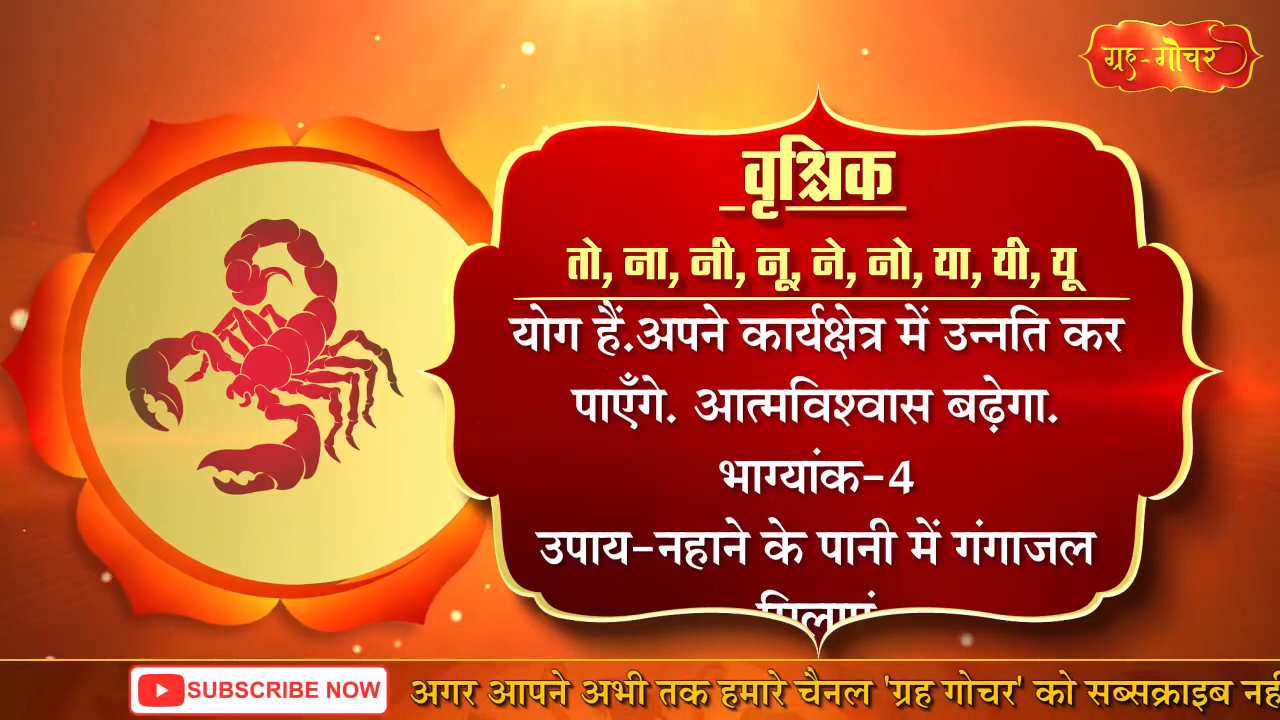 ग्रह-गोचर
वृश्चिक
तो, ना, नी, नू, ने, नो, या, यी, यू
योग हैं.अपने कार्यक्षेत्र में उन्नति कर
पाएँगे. आत्मविश्वास बढ़ेगा.
भाग्यांक-4
उपाय-नहाने के पानी में गंगाजल
SUBSCRIBE NOW
अगर आपने अभी तक हमारे चैनल 'ग्रह गोचर' को सब्सक्राइब